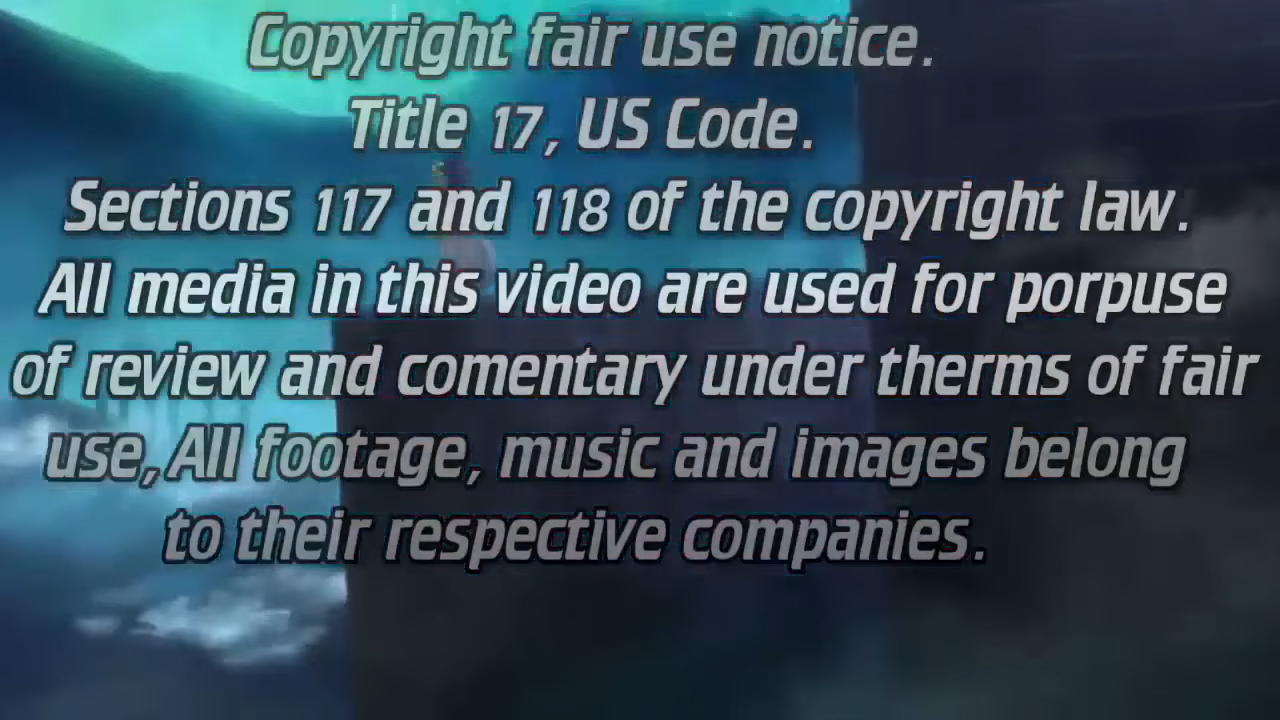 Copyright fair use notice.
Title 17, US Code.
Sections 117 and 118 of the copyright law.
All media in this video are used for porpuse
of review and comentary under therms of fair
use, All footage, music and images belong
to their respective companies.